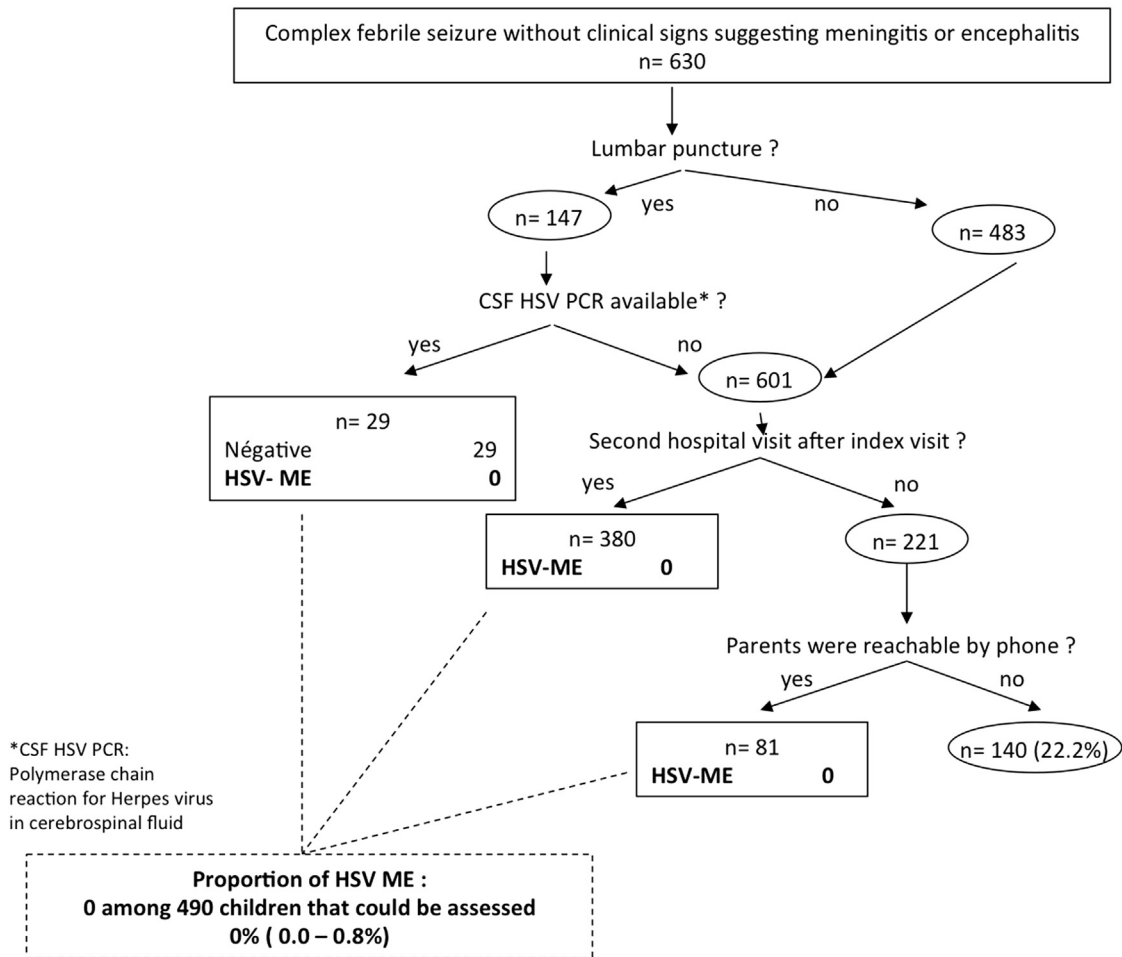 Complex febrile seizure without clinical signs suggesting meningitis or encephalitis
n= 630
Lumbar puncture ?
yes
no
n= 147
n= 483
CSF HSV PCR available* ?
yes
no
n= 601
n= 29
Négative 29
HSV- ME 0
Second hospital visit after index visit ?
yes
no
n= 380
HSV-ME 0
n= 221
Parents were reachable by phone ?
yes
no
n= 81
HSV-ME 0
n= 140 (22.2%)
*CSF HSV PCR:
Polymerase chain
reaction for Herpes virus
in cerebrospinal fluid
Proportion of HSV ME :
0 among 490 children that could be assessed
0% ( 0.0 – 0.8%)